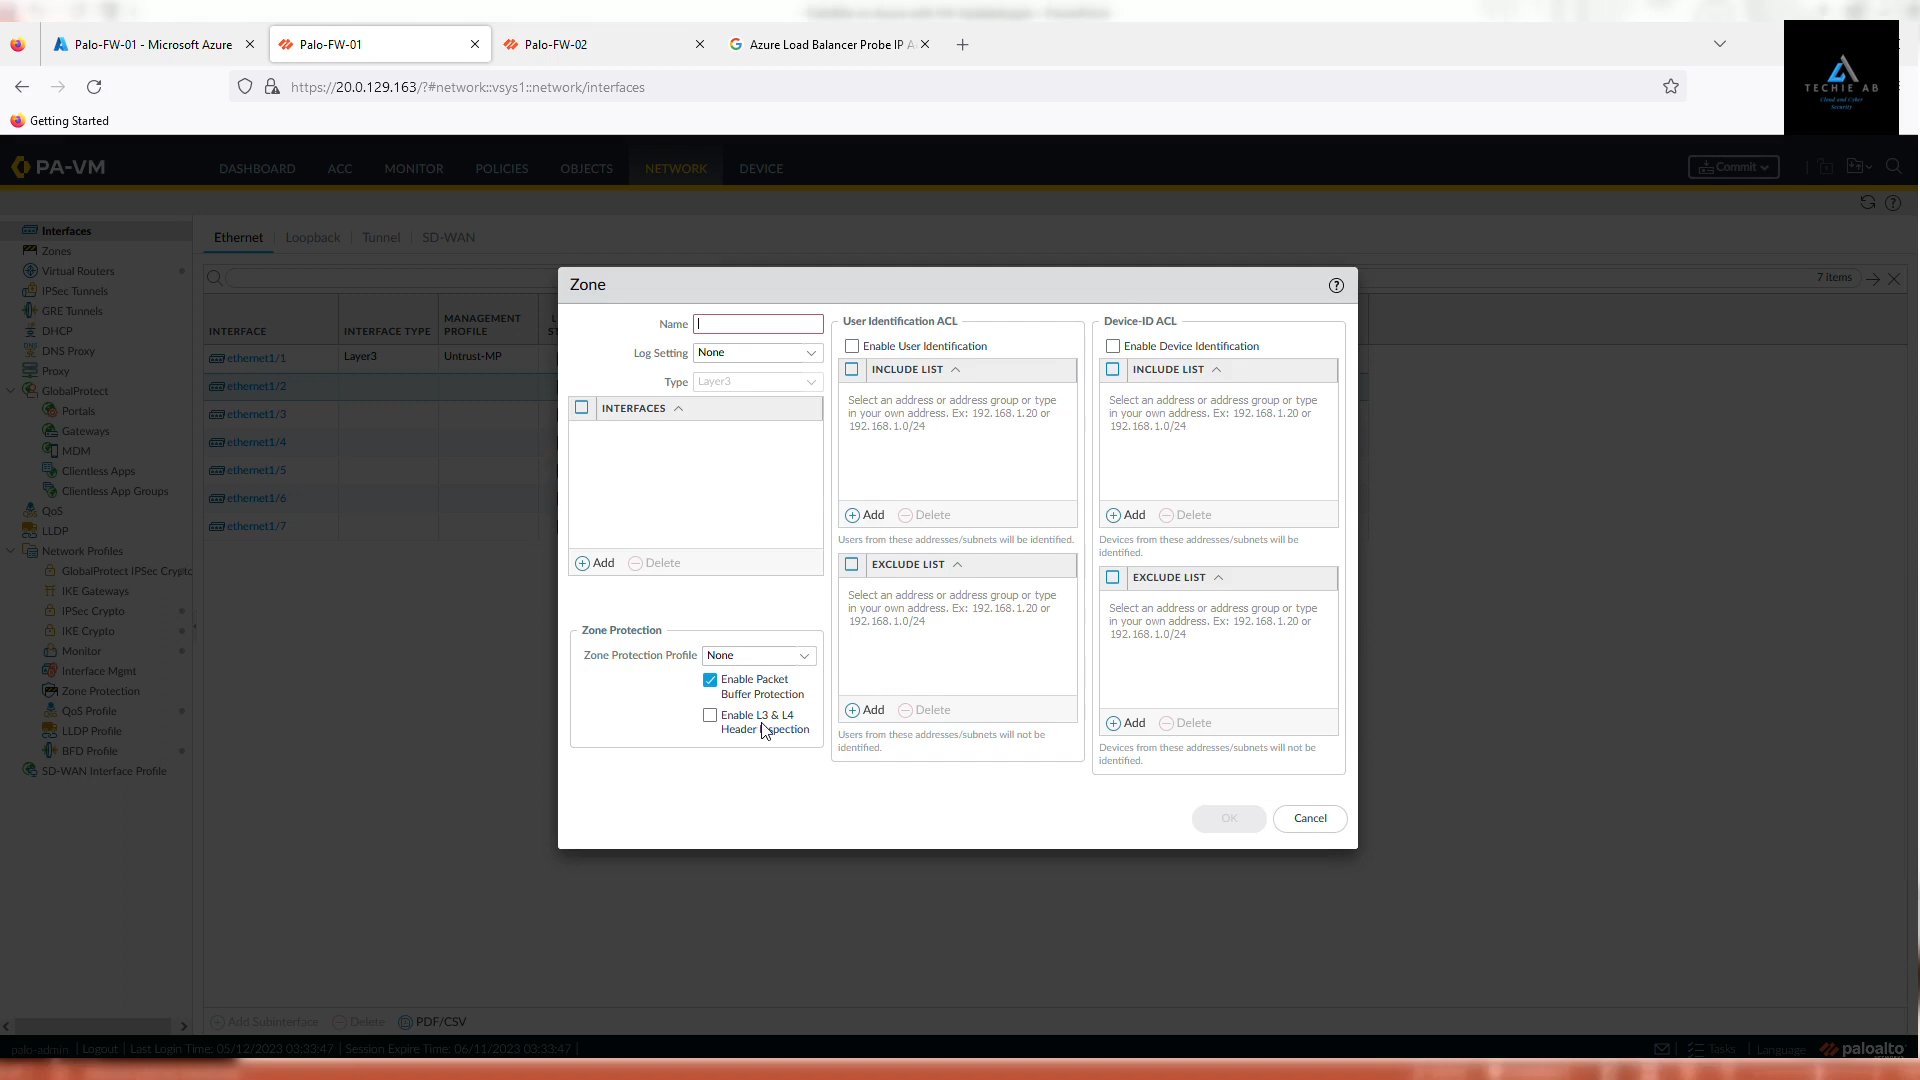 Palo-FW-01 - Microsoft Azure
Palo-FW-01
Palo-FW-02
Azure Load Balancer Probe IP A
https://20.0.129.163/?#network::vsys1::network/interfaces
TECHIE AB
Cloud and Cyber
Security
Getting Started
PA-VM
DASHBOARD
ACC
MONITOR
POLICIES
OBJECTS
NETWORK
DEVICE
Commit
Interfaces
Zones
Virtual Routers
IPSec Tunnels
GRE Tunnels
DHCP
DNS Proxy
Proxy
GlobalProtect
Portals
Gateways
MDM
Clientless Apps
Clientless App Groups
QoS
LLDP
Network Profiles
GlobalProtect IPSec Crypto
IKE Gateways
IPSec Crypto
IKE Crypto
Monitor
Interface Mgmt
Zone Protection
QoS Profile
LLDP Profile
BFD Profile
SD-WAN Interface Profile
Ethernet
Loopback
Tunnel
SD-WAN
7 items
INTERFACE
INTERFACE TYPE
MANAGEMENT
PROFILE
ethernet1/1
Layer3
Untrust-MP
ethernet1/2
ethernet1/3
ethernet1/4
ethernet1/5
ethernet1/6
ethernet1/7
Zone
Name
Log Setting None
Type Layer3
INTERFACES
Add
Delete
Zone Protection
Zone Protection Profile None
Enable Packet
Buffer Protection
Enable L3 & L4
Header Inspection
User Identification ACL
Enable User Identification
INCLUDE LIST
Select an address or address group or type
in your own address. Ex: 192.168.1.20 or
192.168.1.0/24
Add
Delete
Users from these addresses/subnets will be identified.
EXCLUDE LIST
Select an address or address group or type
in your own address. Ex: 192.168.1.20 or
192.168.1.0/24
Add
Delete
Users from these addresses/subnets will not be
identified.
Device-ID ACL
Enable Device Identification
INCLUDE LIST
Select an address or address group or type
in your own address. Ex: 192.168.1.20 or
192.168.1.0/24
Add
Delete
Devices from these addresses/subnets will be
identified.
EXCLUDE LIST
Select an address or address group or type
in your own address. Ex: 192.168.1.20 or
192.168.1.0/24
Add
Delete
Devices from these addresses/subnets will not be
identified.
OK
Cancel
Add Subinterface
Delete
PDF/CSV
palo-admin | Logout | Last Login Time: 05/12/2023 03:33:47 | Session Expire Time: 06/11/2023 03:33:47 |
Tasks
Language
paloalto